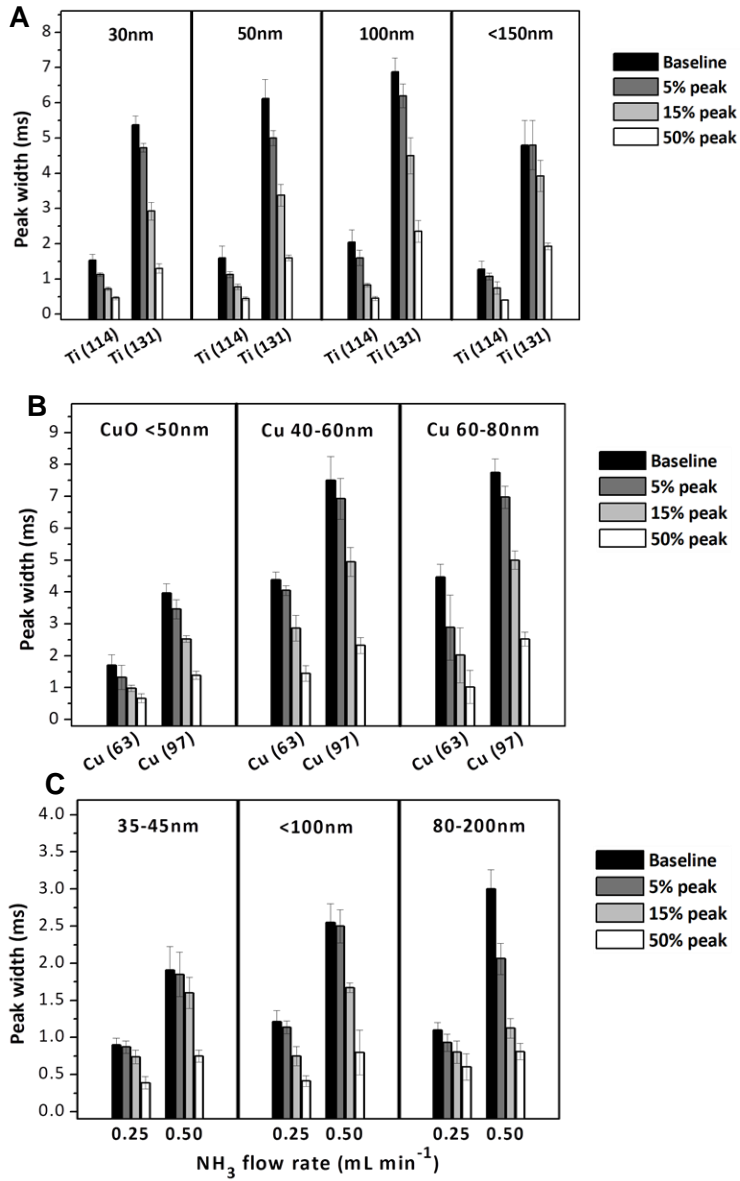 A
30nm 50nm 100nm <150nm
Baseline
5% peak
15% peak
50% peak
Peak width (ms)
8
7
6
5
4
3
2
1
0
Ti (114) Ti (131) Ti (114) Ti (131) Ti (114) Ti (131) Ti (114) Ti (131)
B
CuO <50nm Cu 40-60nm Cu 60-80nm
Baseline
5% peak
15% peak
50% peak
Peak width (ms)
9
8
7
6
5
4
3
2
1
0
Cu (63) Cu (97) Cu (63) Cu (97) Cu (63) Cu (97)
C
35-45nm <100nm 80-200nm
Baseline
5% peak
15% peak
50% peak
Peak width (ms)
4.0
3.5
3.0
2.5
2.0
1.5
1.0
0.5
0.0
0.25 0.50 0.25 0.50 0.25 0.50
NH₃ flow rate (mL min⁻¹)